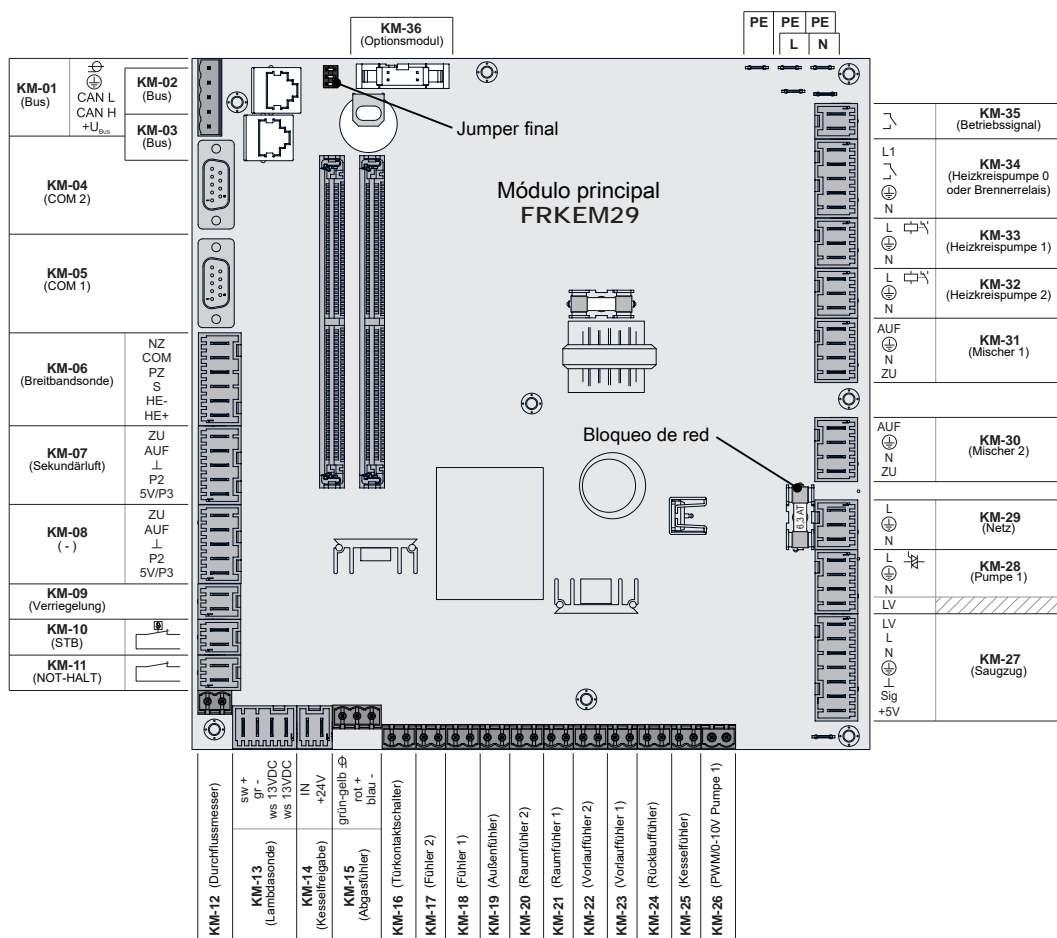 KM-36
(Optionsmodul)
PE PE PE
L N
KM-01
(Bus)
CAN L
CAN H
+U Bus
KM-02
(Bus)
KM-03
(Bus)
KM-04
(COM 2)
KM-05
(COM 1)
KM-06
(Breitbandsonde)
NZ
COM
PZ
S
HE-
HE+
KM-07
(Sekundärluft)
ZU
AUF
⊥
P2
5V/P3
KM-08
( - )
ZU
AUF
⊥
P2
5V/P3
KM-09
(Verriegelung)
KM-10
(STB)
KM-11
(NOT-HALT)
Jumper final
Módulo principal
FRKEM29
Bloqueo de red
6,3 AT
KM-35
(Betriebssignal)
L1
N
KM-34
(Heizkreispumpe 0
oder Brennerrelais)
L
N
KM-33
(Heizkreispumpe 1)
L
N
KM-32
(Heizkreispumpe 2)
AUF
N
ZU
KM-31
(Mischer 1)
AUF
N
ZU
KM-30
(Mischer 2)
L
N
KM-29
(Netz)
L
N
LV
KM-28
(Pumpe 1)
LV
L
N
⊥
Sig
+5V
KM-27
(Saugzug)
KM-12 (Durchflussmesser)
sw +
gr -
ws 13VDC
ws 13VDC
KM-13
(Lambdasonde)
IN
+24V
KM-14
(Kesselfreigabe)
grün-gelb
rot +
blau -
KM-15
(Abgasfühler)
KM-16 (Türkontaktschalter)
KM-17 (Fühler 2)
KM-18 (Fühler 1)
KM-19 (Außenfühler)
KM-20 (Raumfühler 2)
KM-21 (Raumfühler 1)
KM-22 (Vorlauffühler 2)
KM-23 (Vorlauffühler 1)
KM-24 (Rücklauffühler)
KM-25 (Kesselfühler)
KM-26 (PWM/0-10V Pumpe 1)